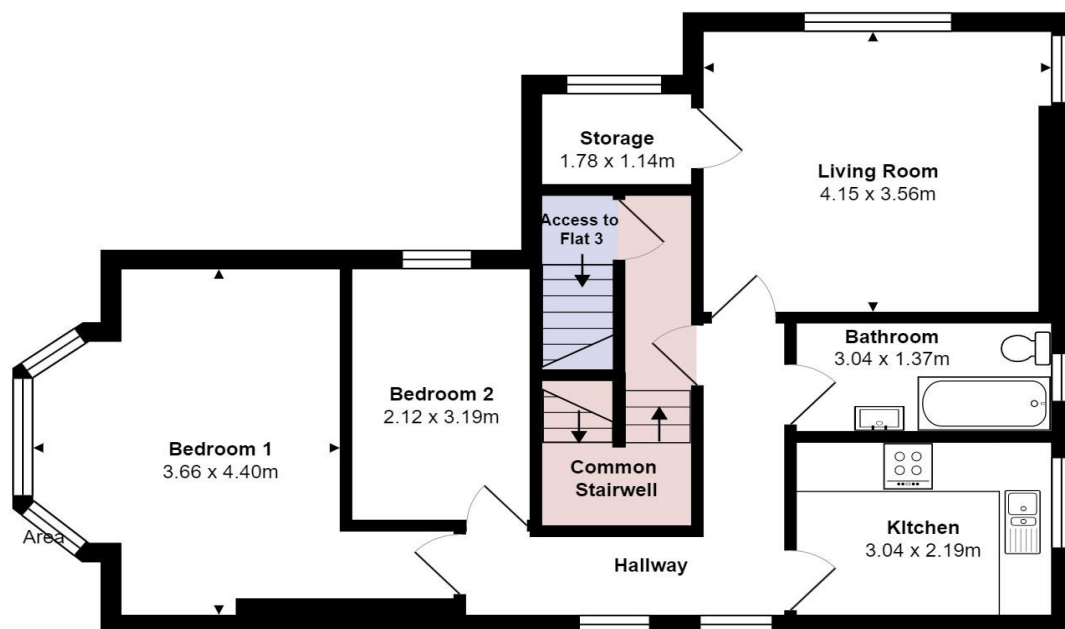 Storage
1.78 x 1.14m
Living Room
4.15 x 3.56m
Access to
Flat 3
Bathroom
3.04 x 1.37m
Bedroom 2
2.12 x 3.19m
Bedroom 1
3.66 x 4.40m
Common
Stairwell
KItchen
3.04 x 2.19m
Area
Hallway